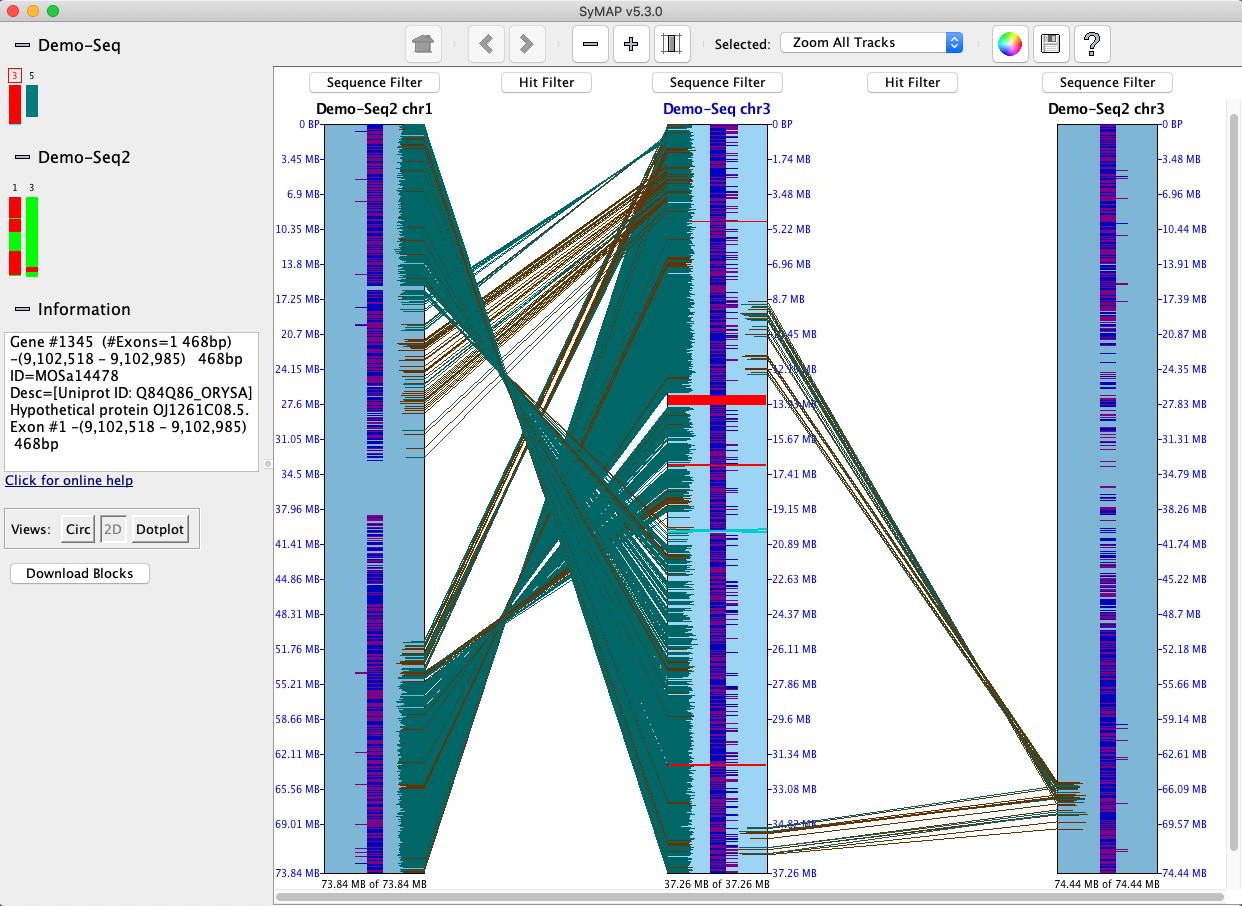 SyMAP v5.3.0
Demo-Seq
3 5
Demo-Seq2
1 3
Information
Gene #1345 (#Exons=1 468bp)
-(9,102,518 - 9,102,985) 468bp
ID=MOSa14478
Desc=[Uniprot ID: Q84Q86_ORYSA]
Hypothetical protein OJ1261C08.5.
Exon #1 -(9,102,518 - 9,102,985)
468bp
Click for online help
Views: Circ 2D Dotplot
Download Blocks
Selected: Zoom All Tracks
?
Sequence Filter Hit Filter Sequence Filter Hit Filter Sequence Filter
Demo-Seq2 chr1 Demo-Seq chr3 Demo-Seq2 chr3
0 BP 0 BP 0 BP
3.45 MB 1.74 MB 3.48 MB
6.9 MB 3.48 MB 6.96 MB
10.35 MB 5.22 MB 10.44 MB
13.8 MB 6.96 MB 13.91 MB
17.25 MB 8.7 MB 17.39 MB
20.7 MB 20.87 MB
24.15 MB 24.35 MB
27.6 MB 27.83 MB
31.05 MB 15.67 MB 31.31 MB
34.5 MB 17.41 MB 34.79 MB
37.96 MB 19.15 MB 38.26 MB
41.41 MB 20.89 MB 41.74 MB
44.86 MB 22.63 MB 45.22 MB
48.31 MB 24.37 MB 48.7 MB
51.76 MB 26.11 MB 52.18 MB
55.21 MB 27.86 MB 55.66 MB
58.66 MB 29.6 MB 59.14 MB
62.11 MB 31.34 MB 62.61 MB
65.56 MB 33.08 MB 66.09 MB
69.01 MB 34.82 MB 69.57 MB
73.84 MB 37.26 MB 74.44 MB
73.84 MB of 73.84 MB 37.26 MB of 37.26 MB 74.44 MB of 74.44 MB